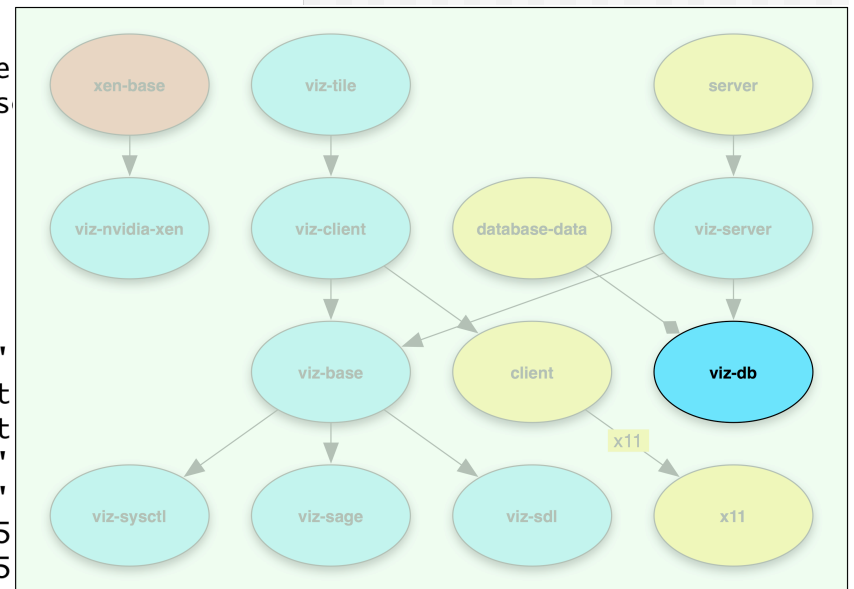 xen-base
viz-tile
server
viz-nvidia-xen
viz-client
database-data
viz-server
viz-base
client
viz-db
x11
viz-sysctl
viz-sage
viz-sdl
x11